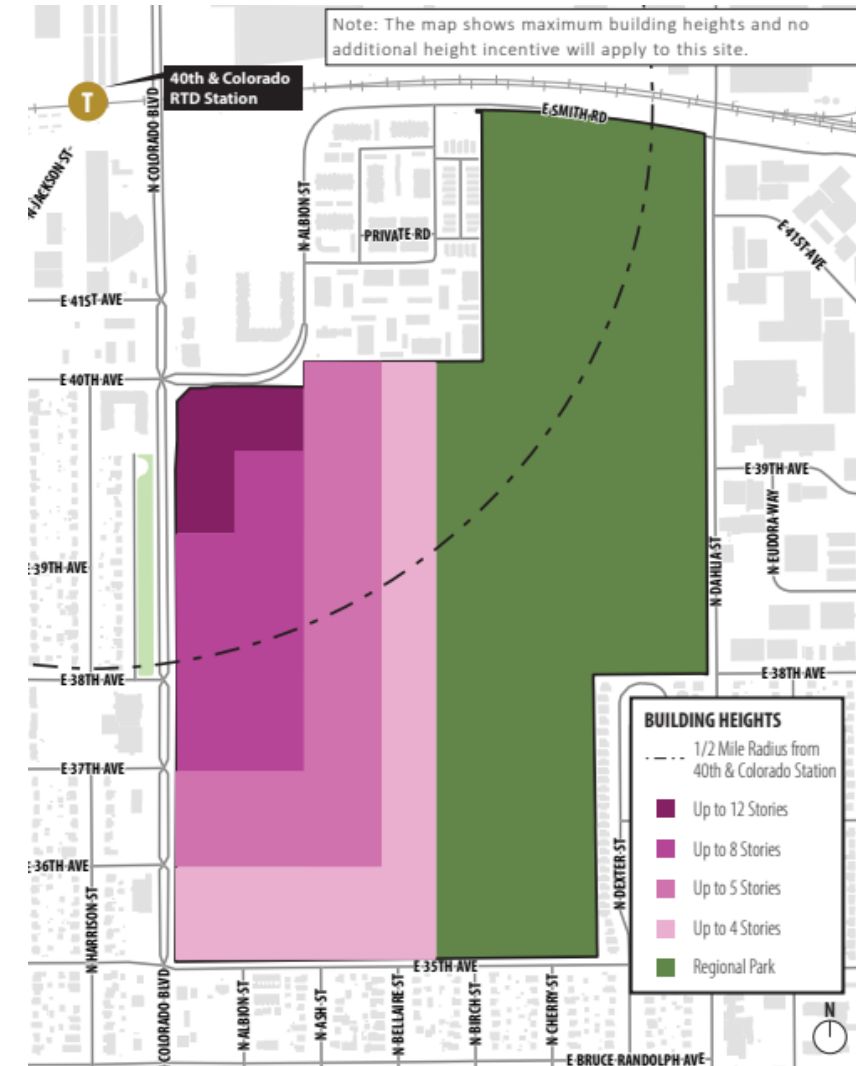 Note: The map shows maximum building heights and no
additional height incentive will apply to this site.
40th & Colorado
RTD Station
T
E SMITH RD
N COLORADO BLVD
N JACKSON ST
N ALBION ST
PRIVATE RD
E 41ST AVE
E 41ST AVE
E 40TH AVE
E 39TH AVE
N EUDORA WAY
39TH AVE
N DAHLIA ST
E 38TH AVE
E 38TH AVE
BUILDING HEIGHTS
1/2 Mile Radius from
40th & Colorado Station
Up to 12 Stories
Up to 8 Stories
Up to 5 Stories
Up to 4 Stories
Regional Park
E 37TH AVE
36TH AVE
N DEXTER ST
N HARRISON ST
E 35TH AVE
COLORADO BLVD
N ALBION ST
N ASH ST
N BELLAIRE ST
N BIRCH ST
N CHERRY ST
N
E BRUCE RANDOLPH AVE